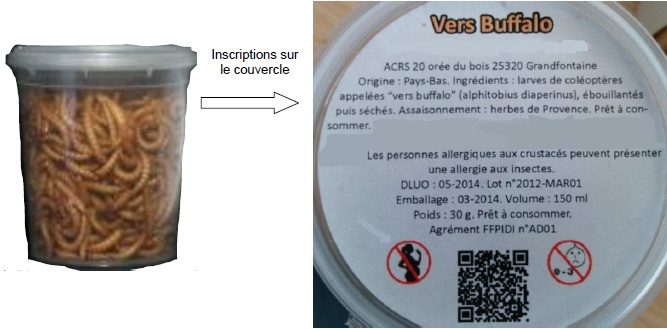 Inscriptions sur
le couvercle
Vers Buffalo
ACRS 20 orée du bois 25320 Grandfontaine
Origine : Pays-Bas. Ingrédients : larves de coléoptères
appelées "vers buffalo" (alphitobius diaperinus), ébouillantés
puis séchés. Assaisonnement : herbes de Provence. Prêt à con-
sommer.
Les personnes allergiques aux crustacés peuvent présenter
une allergie aux insectes.
DLUO : 05-2014. Lot n°2012-MAR01
Emballage : 03-2014. Volume : 150 ml
Poids : 30 g. Prêt à consommer.
Agrément FFPIDI n°AD01
0-3